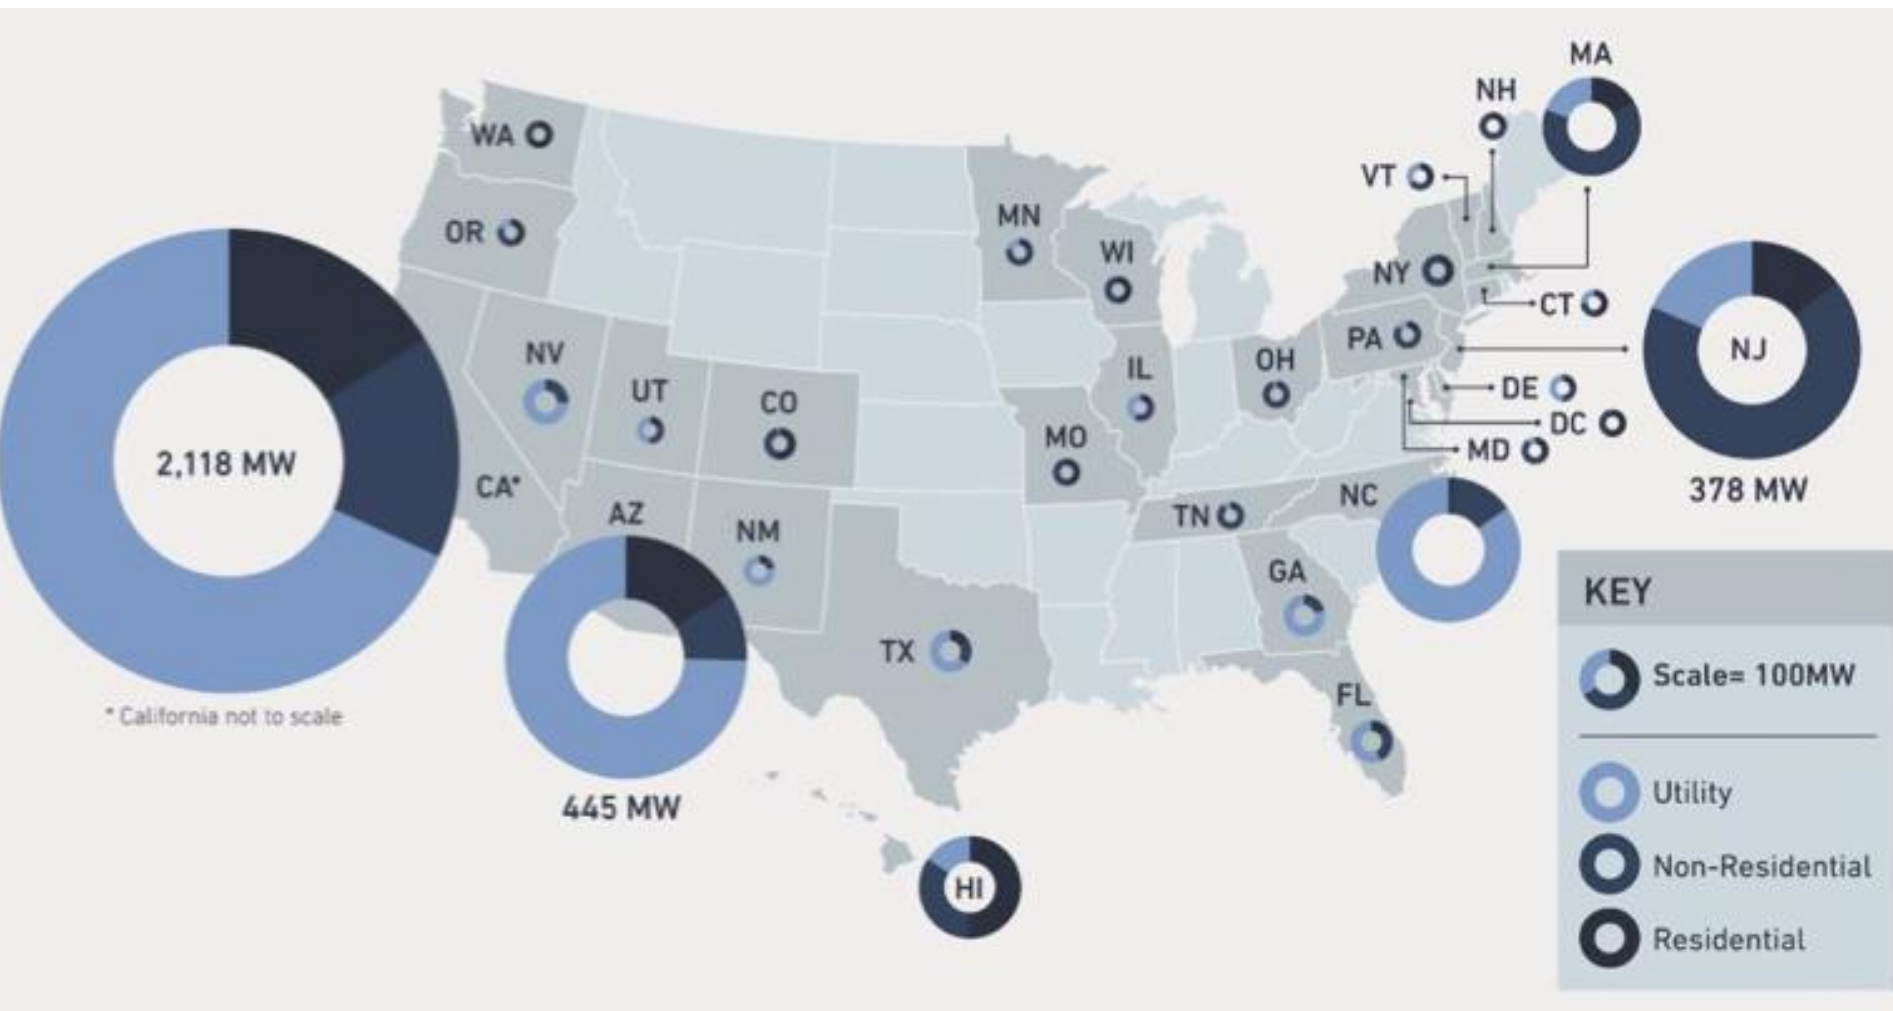 MA
NH
VT
WA
OR
MN
WI
NY
CT
PA
NJ
NV
UT
CO
IL
OH
DE
DC
MD
MO
2,118 MW
CA*
378 MW
AZ
NM
TN
NC
GA
KEY
TX
Scale= 100MW
FL
* California not to scale
445 MW
Utility
HI
Non-Residential
Residential